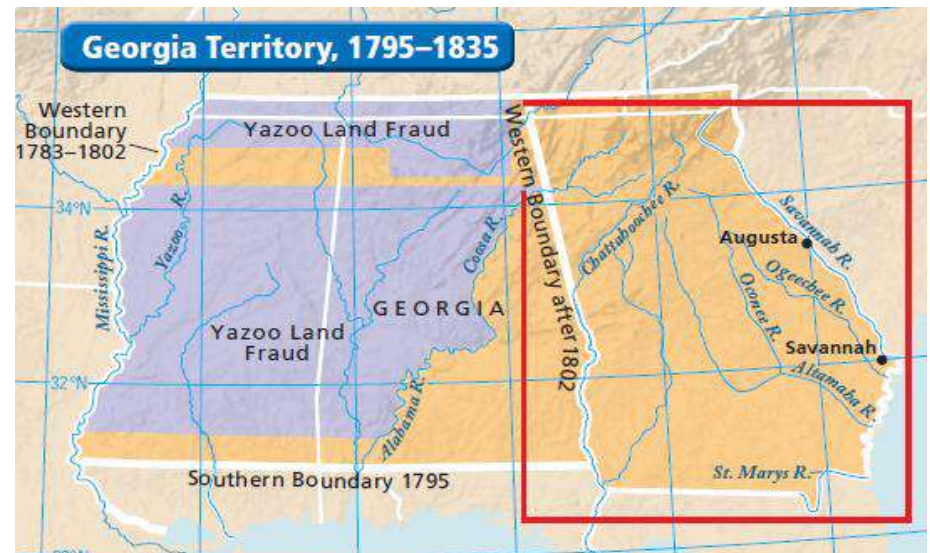 Georgia Territory, 1795–1835
Western
Boundary
1783–1802
Yazoo Land Fraud
Western Boundary after 1802
34°N
Mississippi R.
Yazoo R.
Coosa R.
Chattahoochee R.
Savannah R.
Augusta
Ogeechee R.
Oconee R.
GEORGIA
Yazoo Land
Fraud
Savannah
32°N
Altamaha R.
Alabama R.
Southern Boundary 1795
St. Marys R.